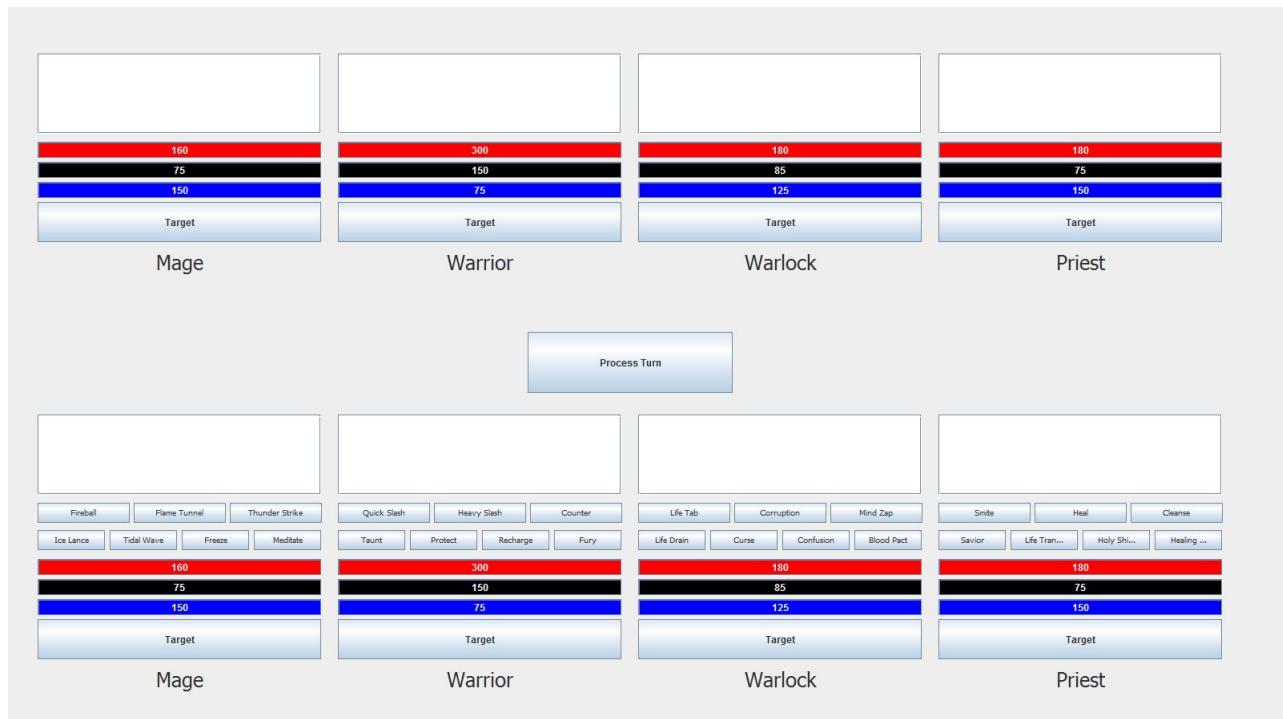 160 300 180 180
75 150 85 75
150 75 125 150
Target Target Target Target
Mage Warrior Warlock Priest
Process Turn
Fireball Flame Tunnel Thunder Strike Quick Slash Heavy Slash Counter Life Tab Corruption Mind Zap Smite Heal Cleanse
Ice Lance Tidal Wave Freeze Meditate Taunt Protect Recharge Fury Life Drain Curse Confusion Blood Pact Savior Life Tran... Holy Shi... Healing ...
160 300 180 180
75 150 85 75
150 75 125 150
Target Target Target Target
Mage Warrior Warlock Priest